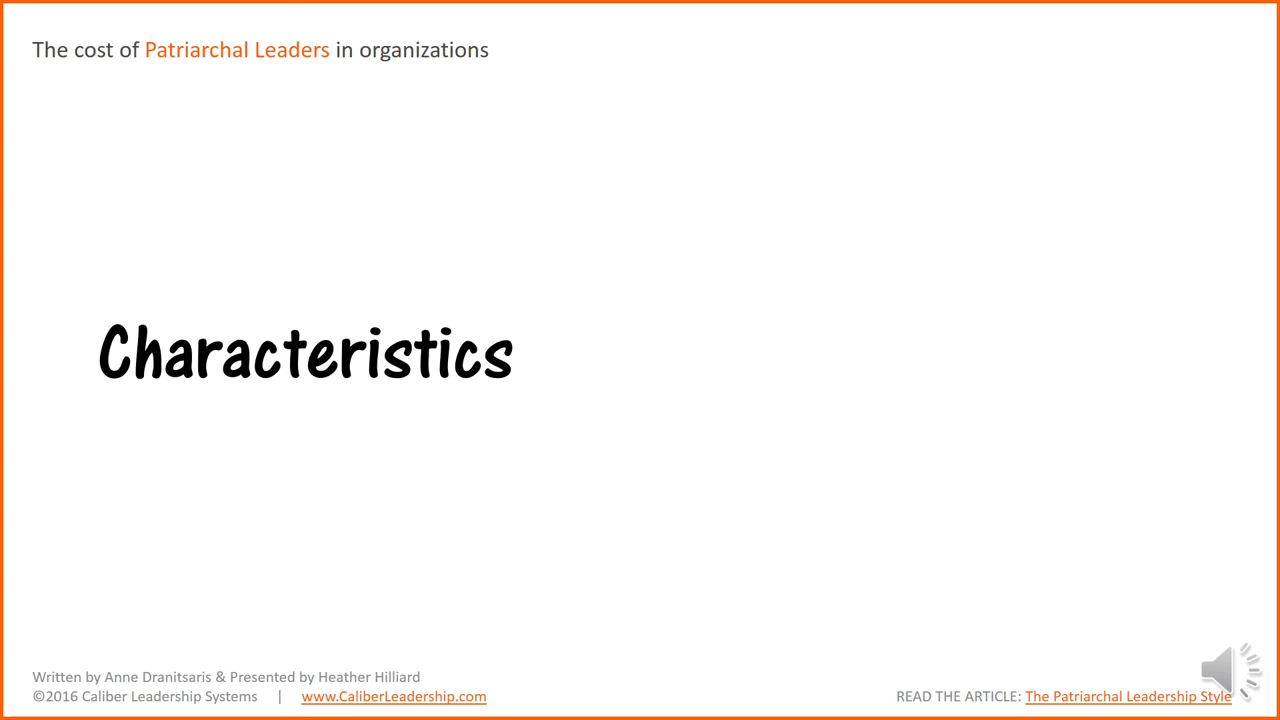 The cost of Patriarchal Leaders in organizations
Characteristics
Written by Anne Dranitsaris & Presented by Heather Hilliard
©2016 Caliber Leadership Systems | www.CaliberLeadership.com
READ THE ARTICLE: The Patriarchal Leadership Style